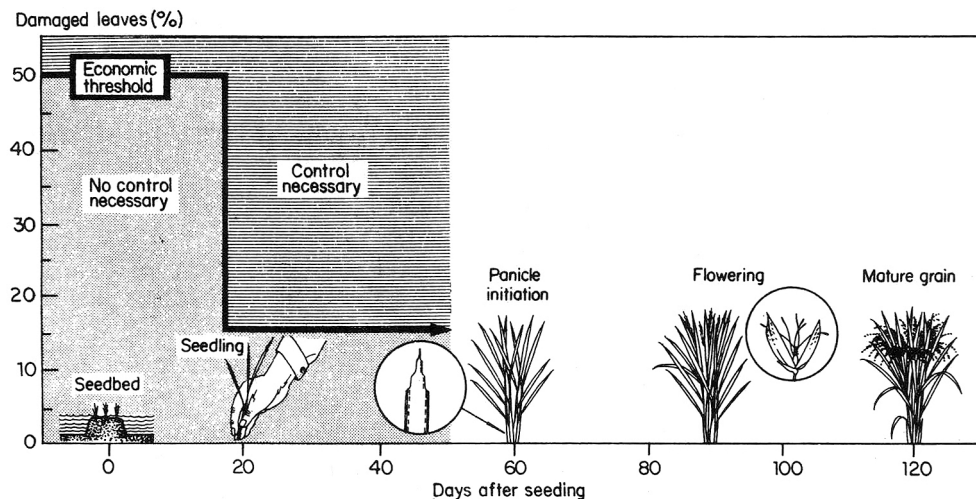 Damaged leaves (%)
50
40
30
20
10
0
Economic
threshold
No control
necessary
Control
necessary
Seedbed
Seedling
Panicle
initiation
Flowering
Mature grain
0
20
40
60
80
100
120
Days after seeding